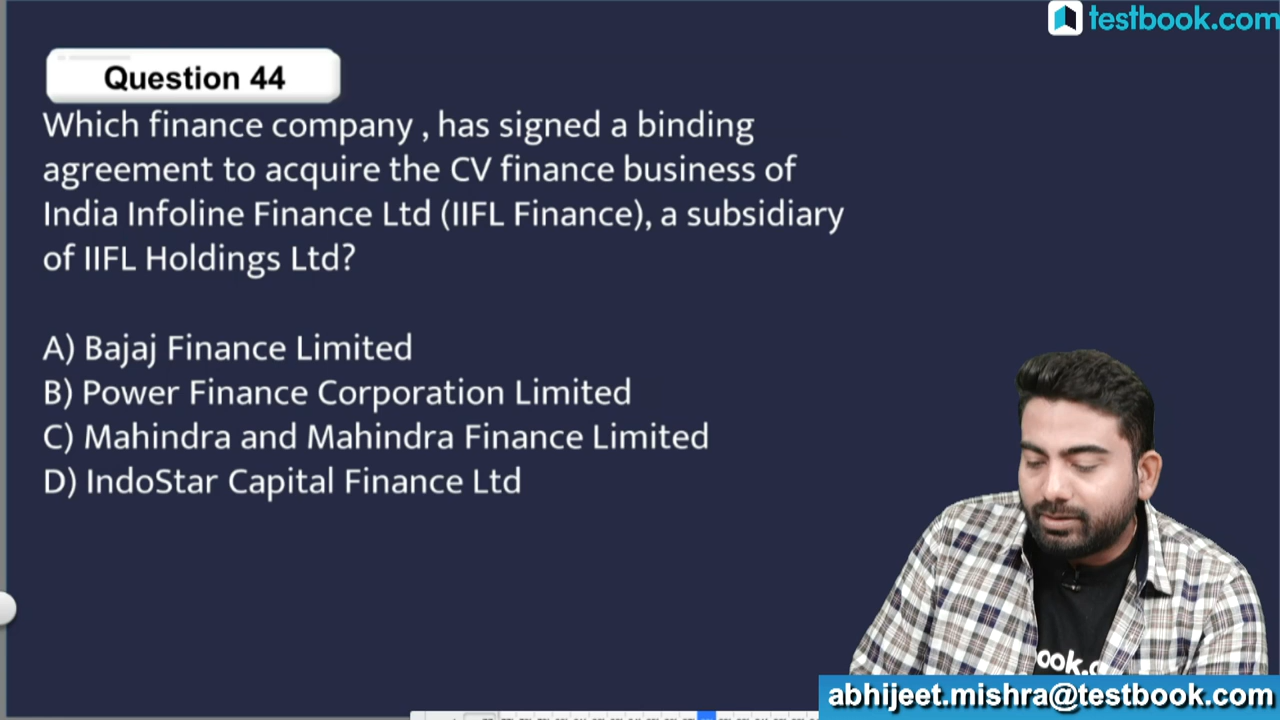 testbook.com
Question 44
Which finance company , has signed a binding
agreement to acquire the CV finance business of
India Infoline Finance Ltd (IIFL Finance), a subsidiary
of IIFL Holdings Ltd?
A) Bajaj Finance Limited
B) Power Finance Corporation Limited
C) Mahindra and Mahindra Finance Limited
D) IndoStar Capital Finance Ltd
ook.c
abhijeet.mishra@testbook.com